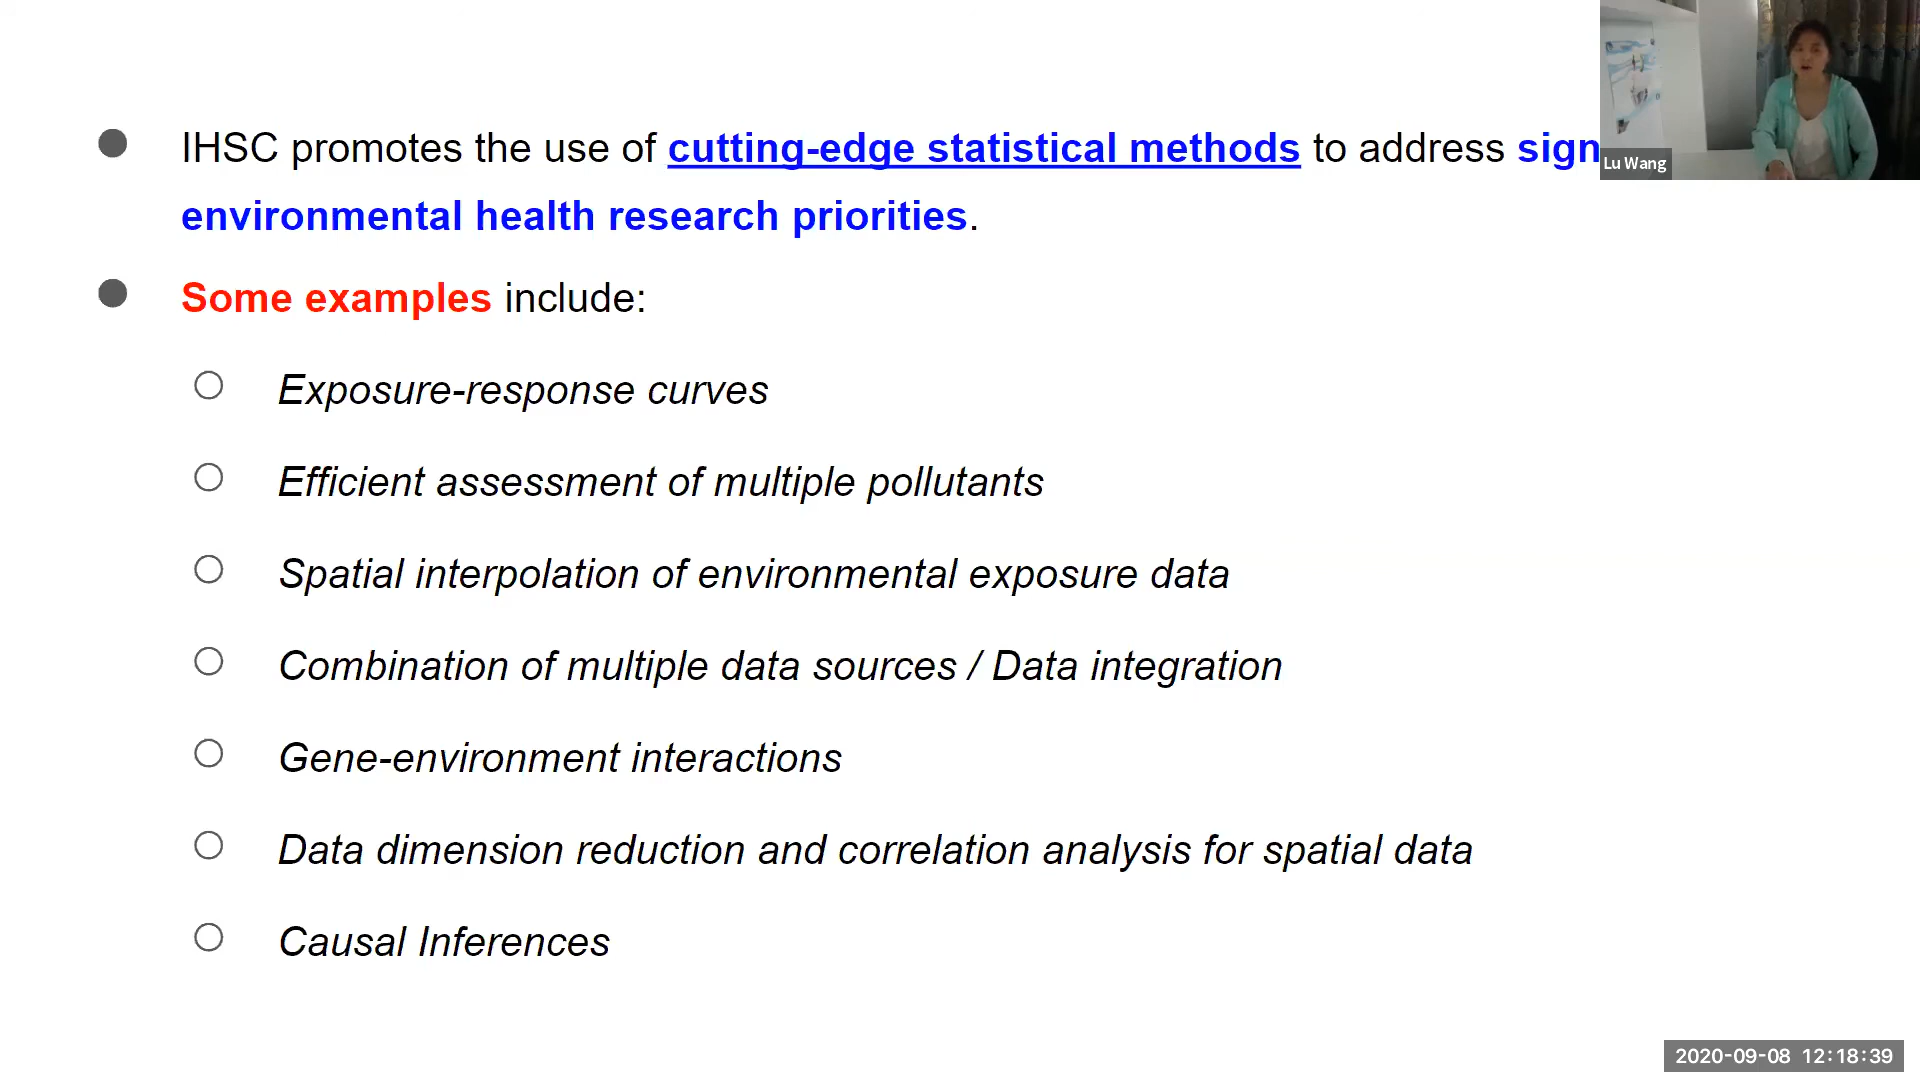 IHSC promotes the use of cutting-edge statistical methods to address sign
environmental health research priorities.
Some examples include:
Exposure-response curves
Efficient assessment of multiple pollutants
Spatial interpolation of environmental exposure data
Combination of multiple data sources / Data integration
Gene-environment interactions
Data dimension reduction and correlation analysis for spatial data
Causal Inferences
Lu Wang
2020-09-08 12:18:39